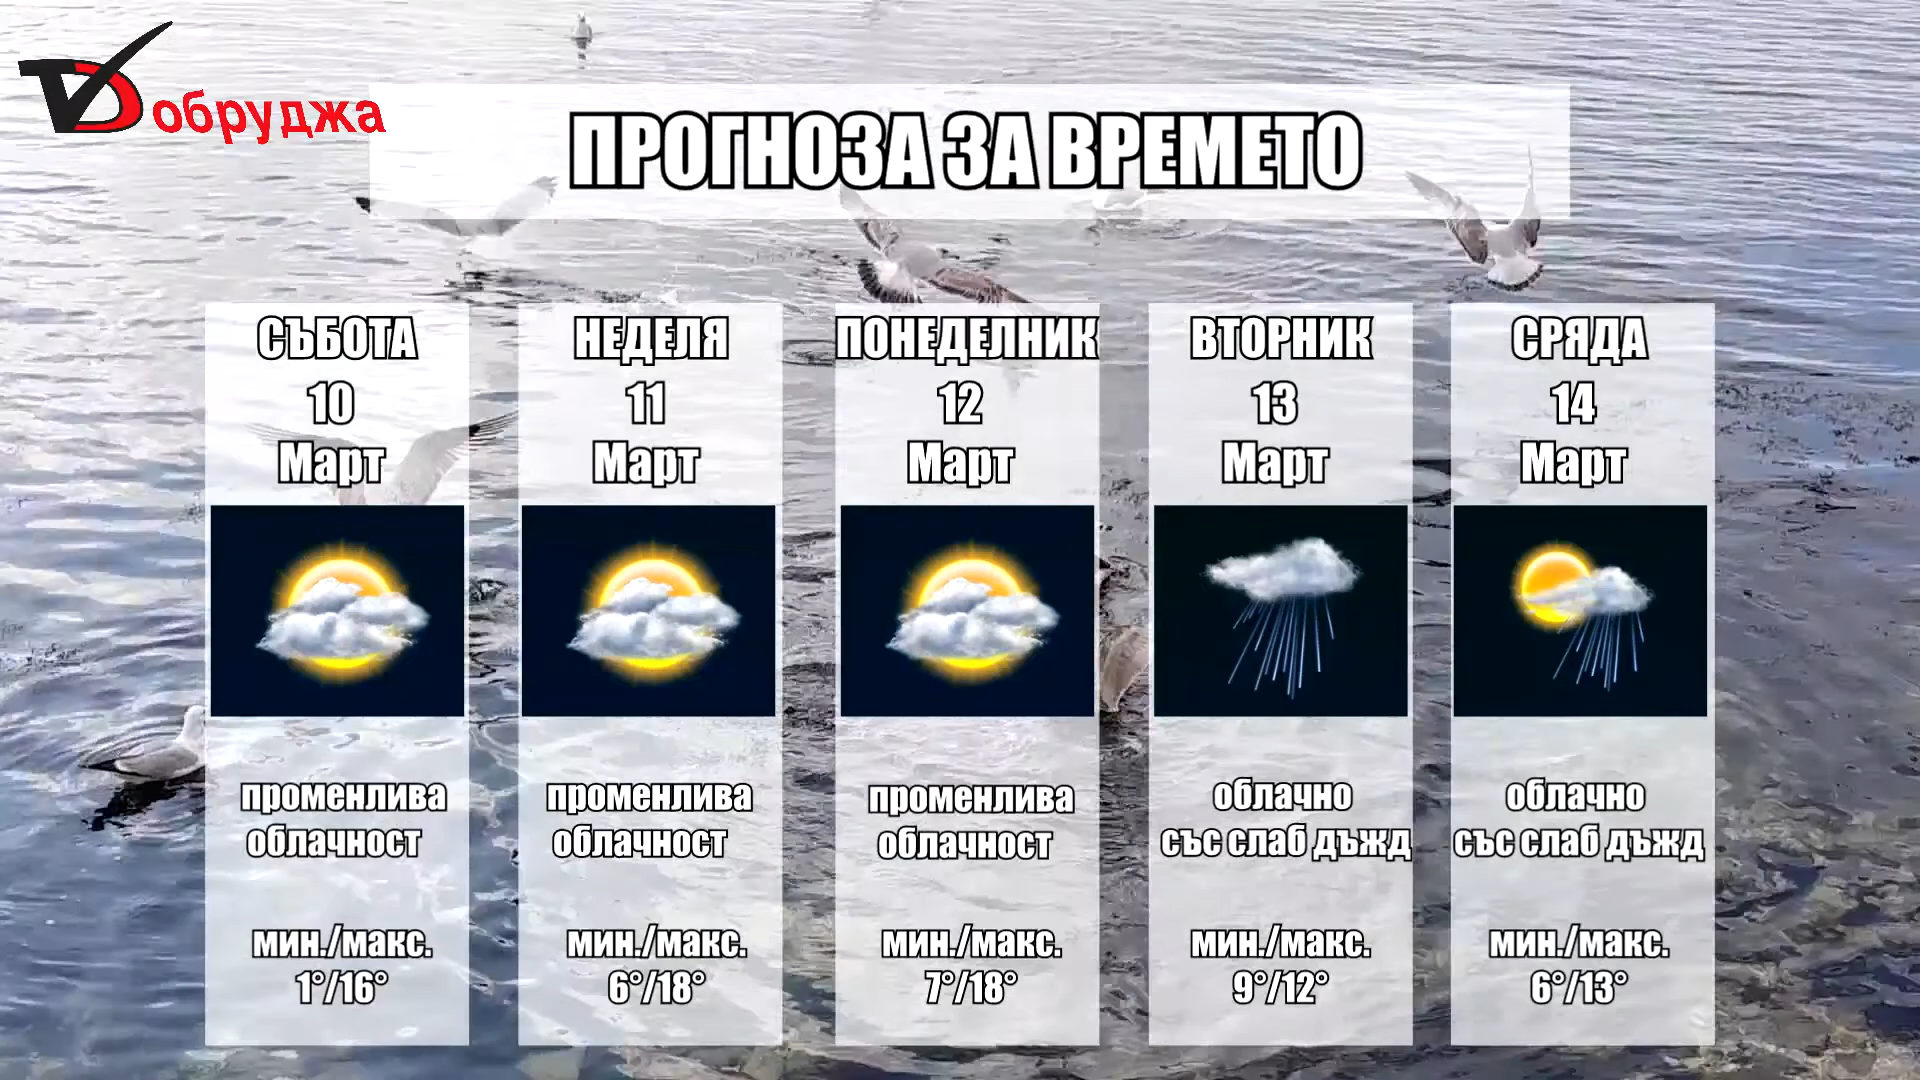 TV Добруджа
ПРОГНОЗА ЗА ВРЕМЕТО
СЪБОТА
10
Март
променлива
облачност
мин./макс.
1°/16°
НЕДЕЛЯ
11
Март
променлива
облачност
мин./макс.
6°/18°
ПОНЕДЕЛНИК
12
Март
променлива
облачност
мин./макс.
7°/18°
ВТОРНИК
13
Март
облачно
със слаб дъжд
мин./макс.
9°/12°
СРЯДА
14
Март
облачно
със слаб дъжд
мин./макс.
6°/13°